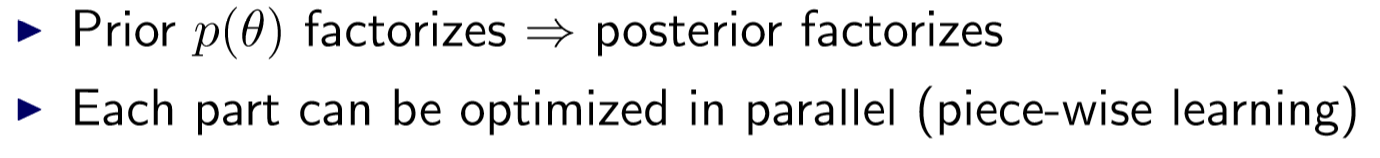 ▶ Prior p(θ) factorizes ⇒ posterior factorizes
▶ Each part can be optimized in parallel (piece-wise learning)